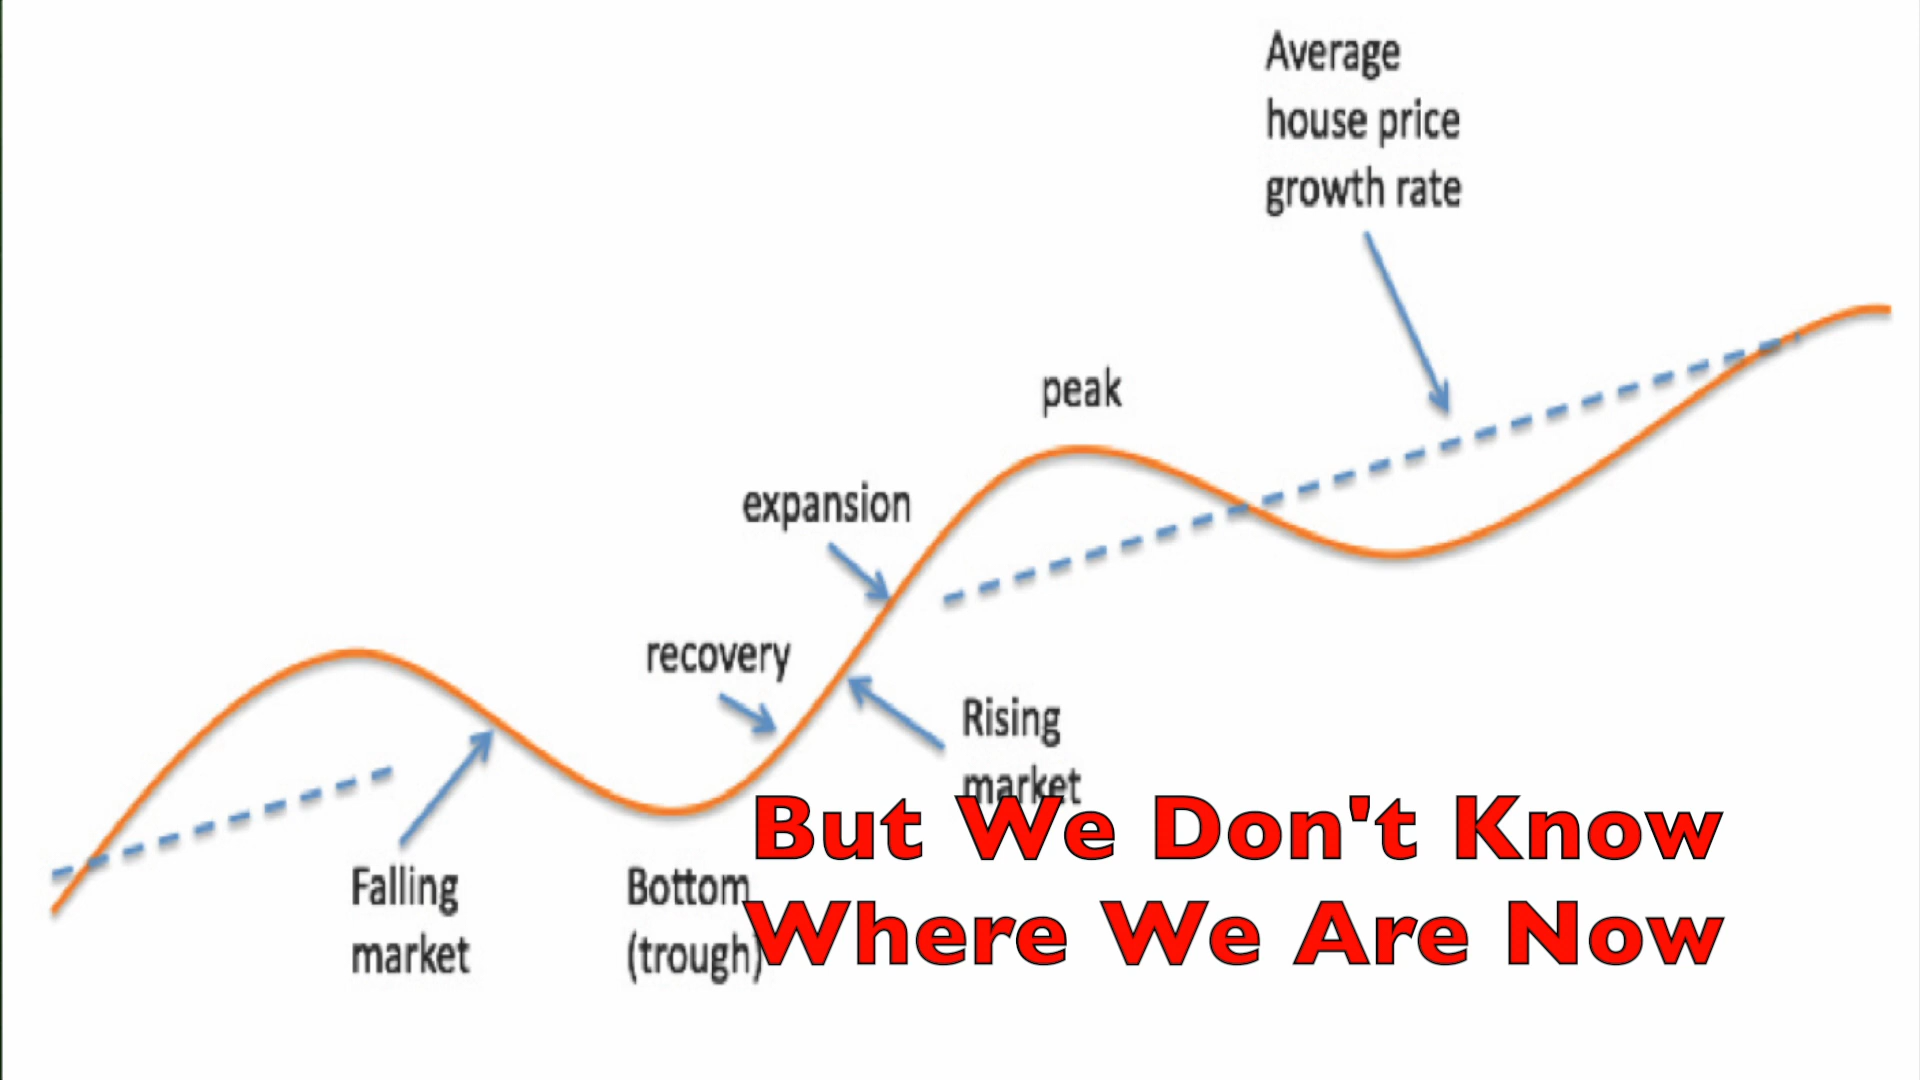 Average
house price
growth rate
peak
expansion
recovery
Rising
market
Falling
market
Bottom
(trough)
But We Don't Know
Where We Are Now